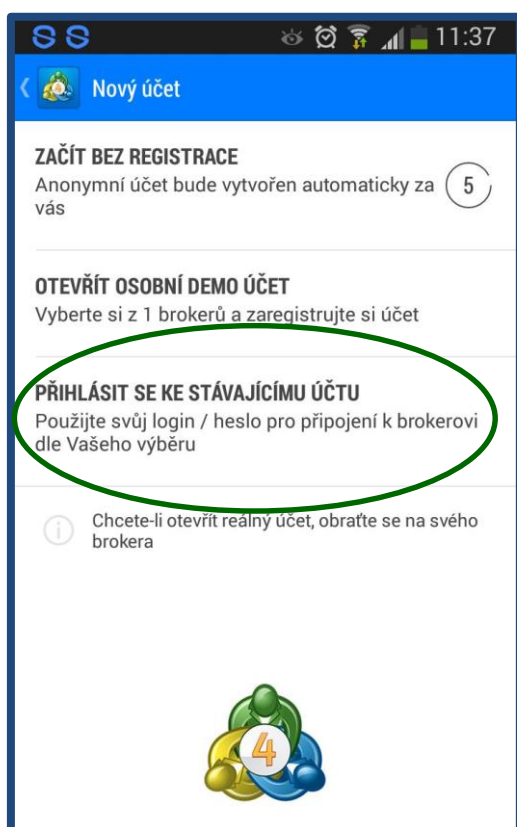 11:37
Nový účet
ZAČÍT BEZ REGISTRACE
Anonymní účet bude vytvořen automaticky za
vás
5
OTEVŘÍT OSOBNÍ DEMO ÚČET
Vyberte si z 1 brokerů a zaregistrujte si účet
PŘIHLÁSIT SE KE STÁVAJÍCÍMU ÚČTU
Použijte svůj login / heslo pro připojení k brokerovi
dle Vašeho výběru
Chcete-li otevřít reálný účet, obraťte se na svého
brokera
4